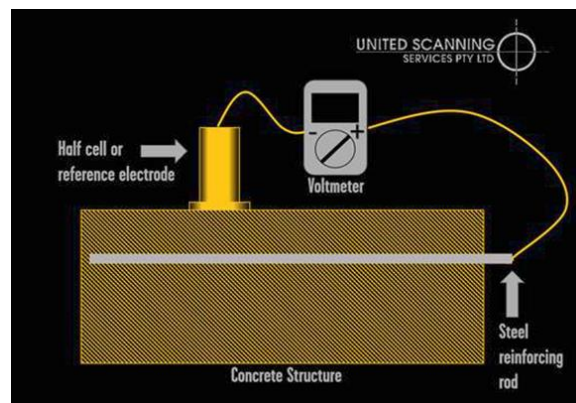 UNITED SCANNING
SERVICES PTY LTD
Half cell or
reference electrode
- +
Voltmeter
Steel
reinforcing
rod
Concrete Structure